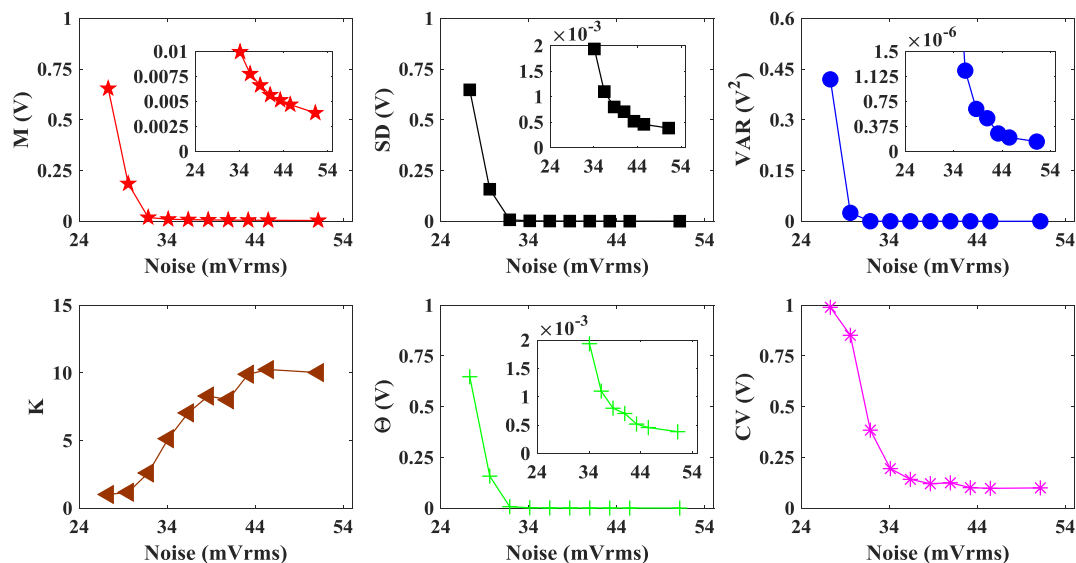 M (V)
1
0.75
0.5
0.25
0
24 34 44 54
Noise (mVrms)
0.01
0.0075
0.005
0.0025
0
24 34 44 54
SD (V)
1
0.75
0.5
0.25
0
24 34 44 54
Noise (mVrms)
×10⁻³
2
1.5
1
0.5
0
24 34 44 54
VAR (V²)
0.6
0.45
0.3
0.15
0
24 34 44 54
Noise (mVrms)
×10⁻⁶
1.5
1.125
0.75
0.375
0
24 34 44 54
K
15
10
5
0
24 34 44 54
Noise (mVrms)
Θ (V)
1
0.75
0.5
0.25
0
24 34 44 54
Noise (mVrms)
×10⁻³
2
1.5
1
0.5
0
24 34 44 54
CV (V)
1
0.75
0.5
0.25
0
24 34 44 54
Noise (mVrms)